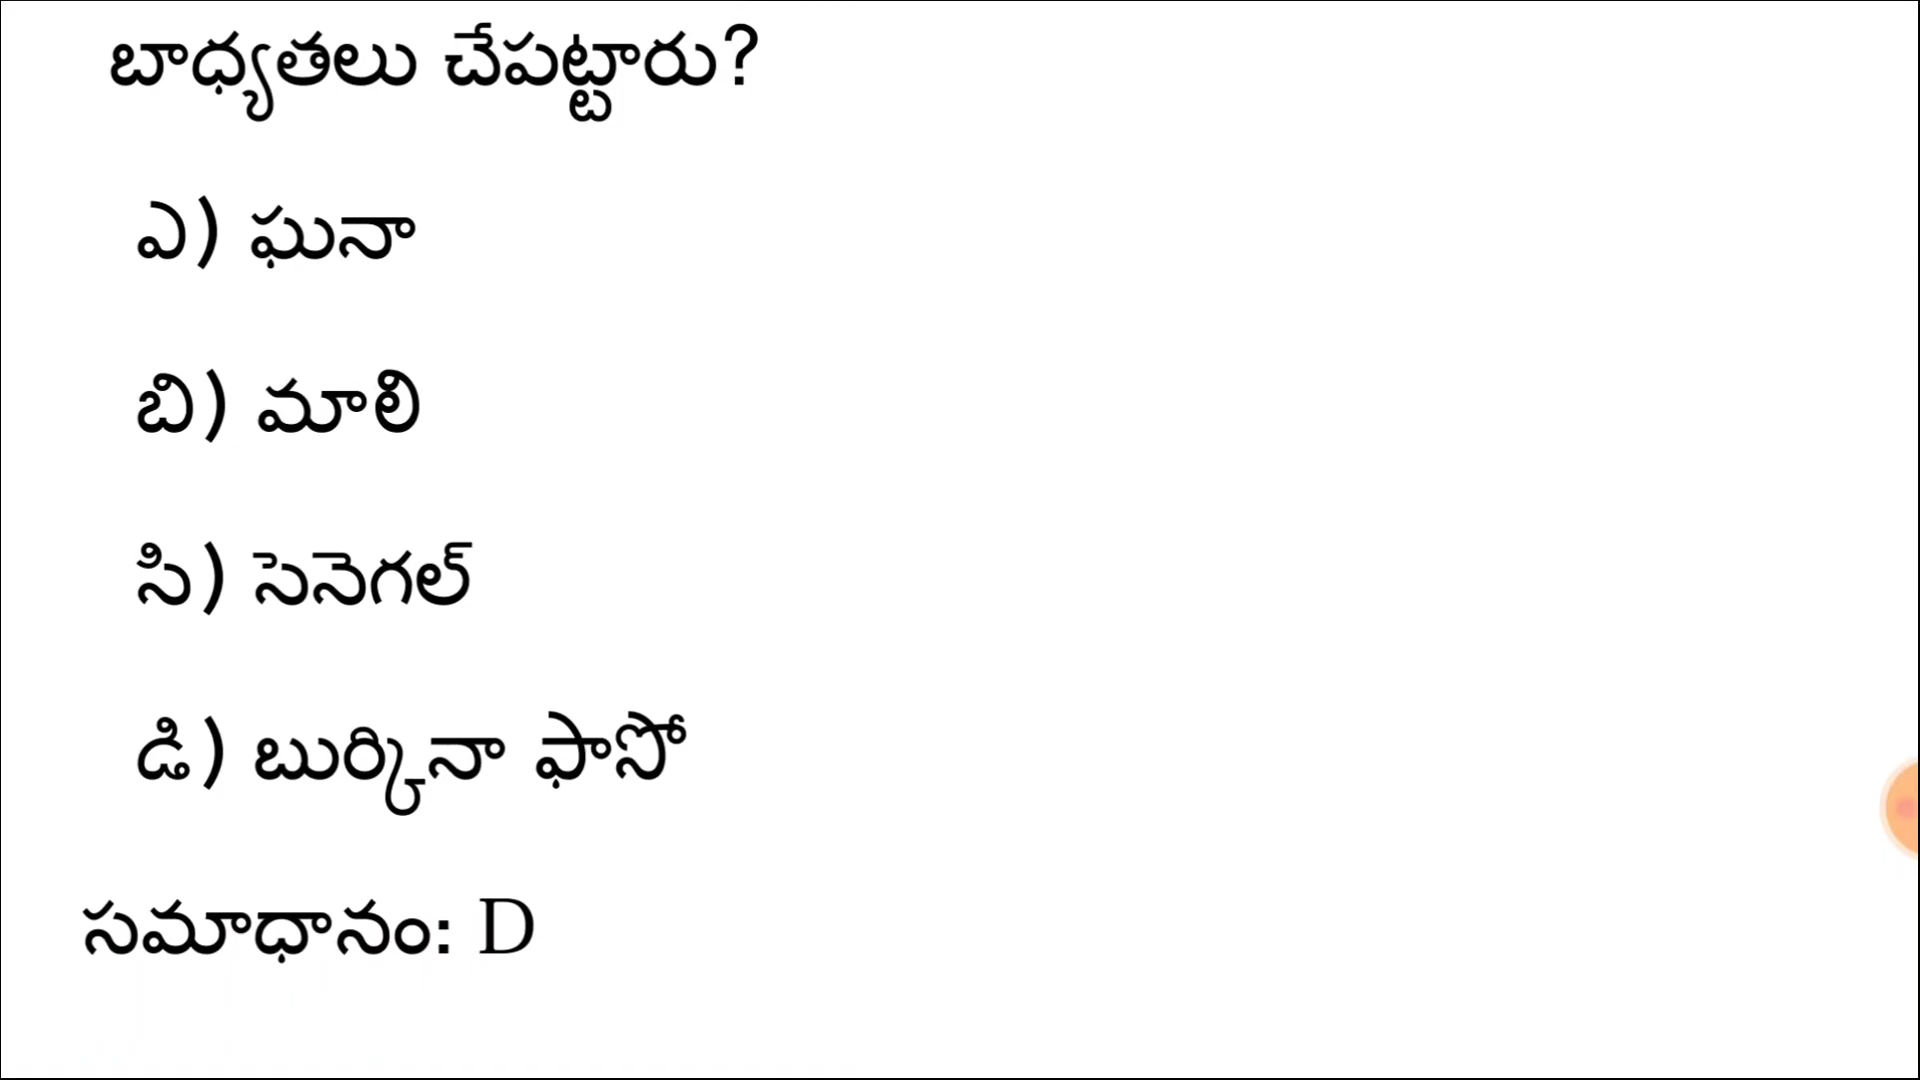 బాధ్యతలు చేపట్టారు?
ఎ) ఘనా
బి) మాలి
సి) సెనెగల్
డి) బుర్కినా ఫాసో
సమాధానం: D